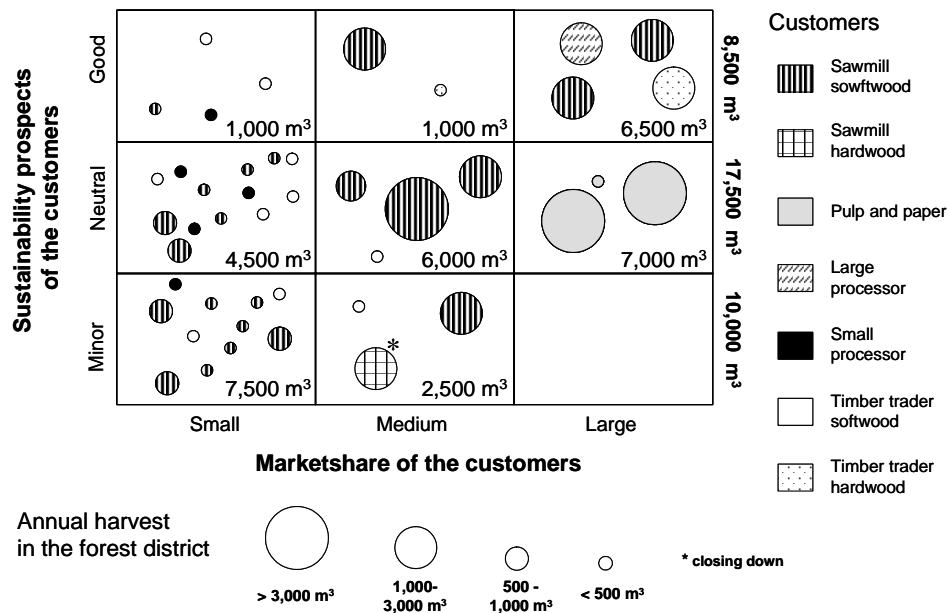 Sustainability prospects
of the customers
Good
Neutral
Minor
1,000 m³
1,000 m³
6,500 m³
8,500 m³
4,500 m³
6,000 m³
7,000 m³
17,500 m³
*
7,500 m³
2,500 m³
10,000 m³
Small
Medium
Large
Marketshare of the customers
Customers
Sawmill
sowftwood
Sawmill
hardwood
Pulp and paper
Large
processor
Small
processor
Timber trader
softwood
Timber trader
hardwood
Annual harvest
in the forest district
> 3,000 m³
1,000-
3,000 m³
500 -
1,000 m³
< 500 m³
* closing down